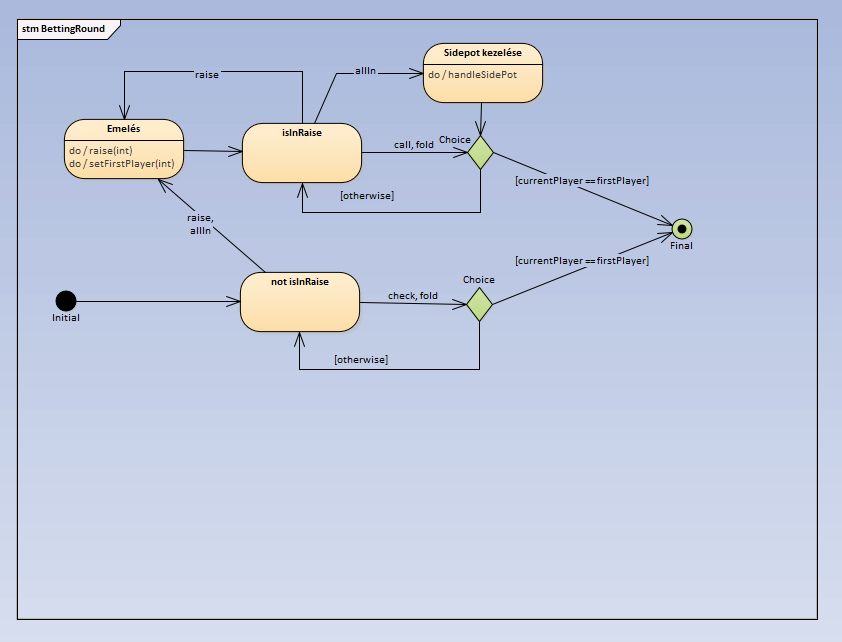 stm BettingRound
Sidepot kezelése
do / handleSidePot
allIn
raise
Emelés
do / raise(int)
do / setFirstPlayer(int)
isInRaise
call, fold
Choice
[currentPlayer ==firstPlayer]
[otherwise]
raise,
allIn
Final
[currentPlayer ==firstPlayer]
not isInRaise
check, fold
Choice
Initial
[otherwise]